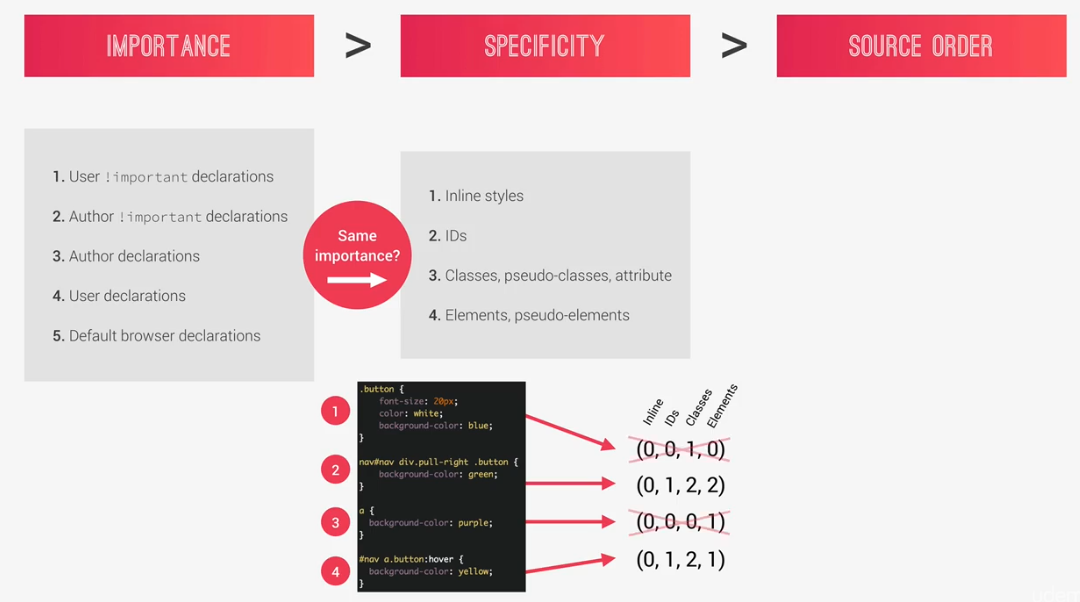 IMPORTANCE > SPECIFICITY > SOURCE ORDER
1. User !important declarations
2. Author !important declarations
3. Author declarations
4. User declarations
5. Default browser declarations
Same
importance?
1. Inline styles
2. IDs
3. Classes, pseudo-classes, attribute
4. Elements, pseudo-elements
1
.button {
font-size: 20px;
color: white;
background-color: blue;
}
2
nav#nav div.pull-right .button {
background-color: green;
}
3
a {
background-color: purple;
}
4
#nav a.button:hover {
background-color: yellow;
}
Inline
IDs
Classes
Elements
(0, 0, 1, 0)
(0, 1, 2, 2)
(0, 0, 0, 1)
(0, 1, 2, 1)